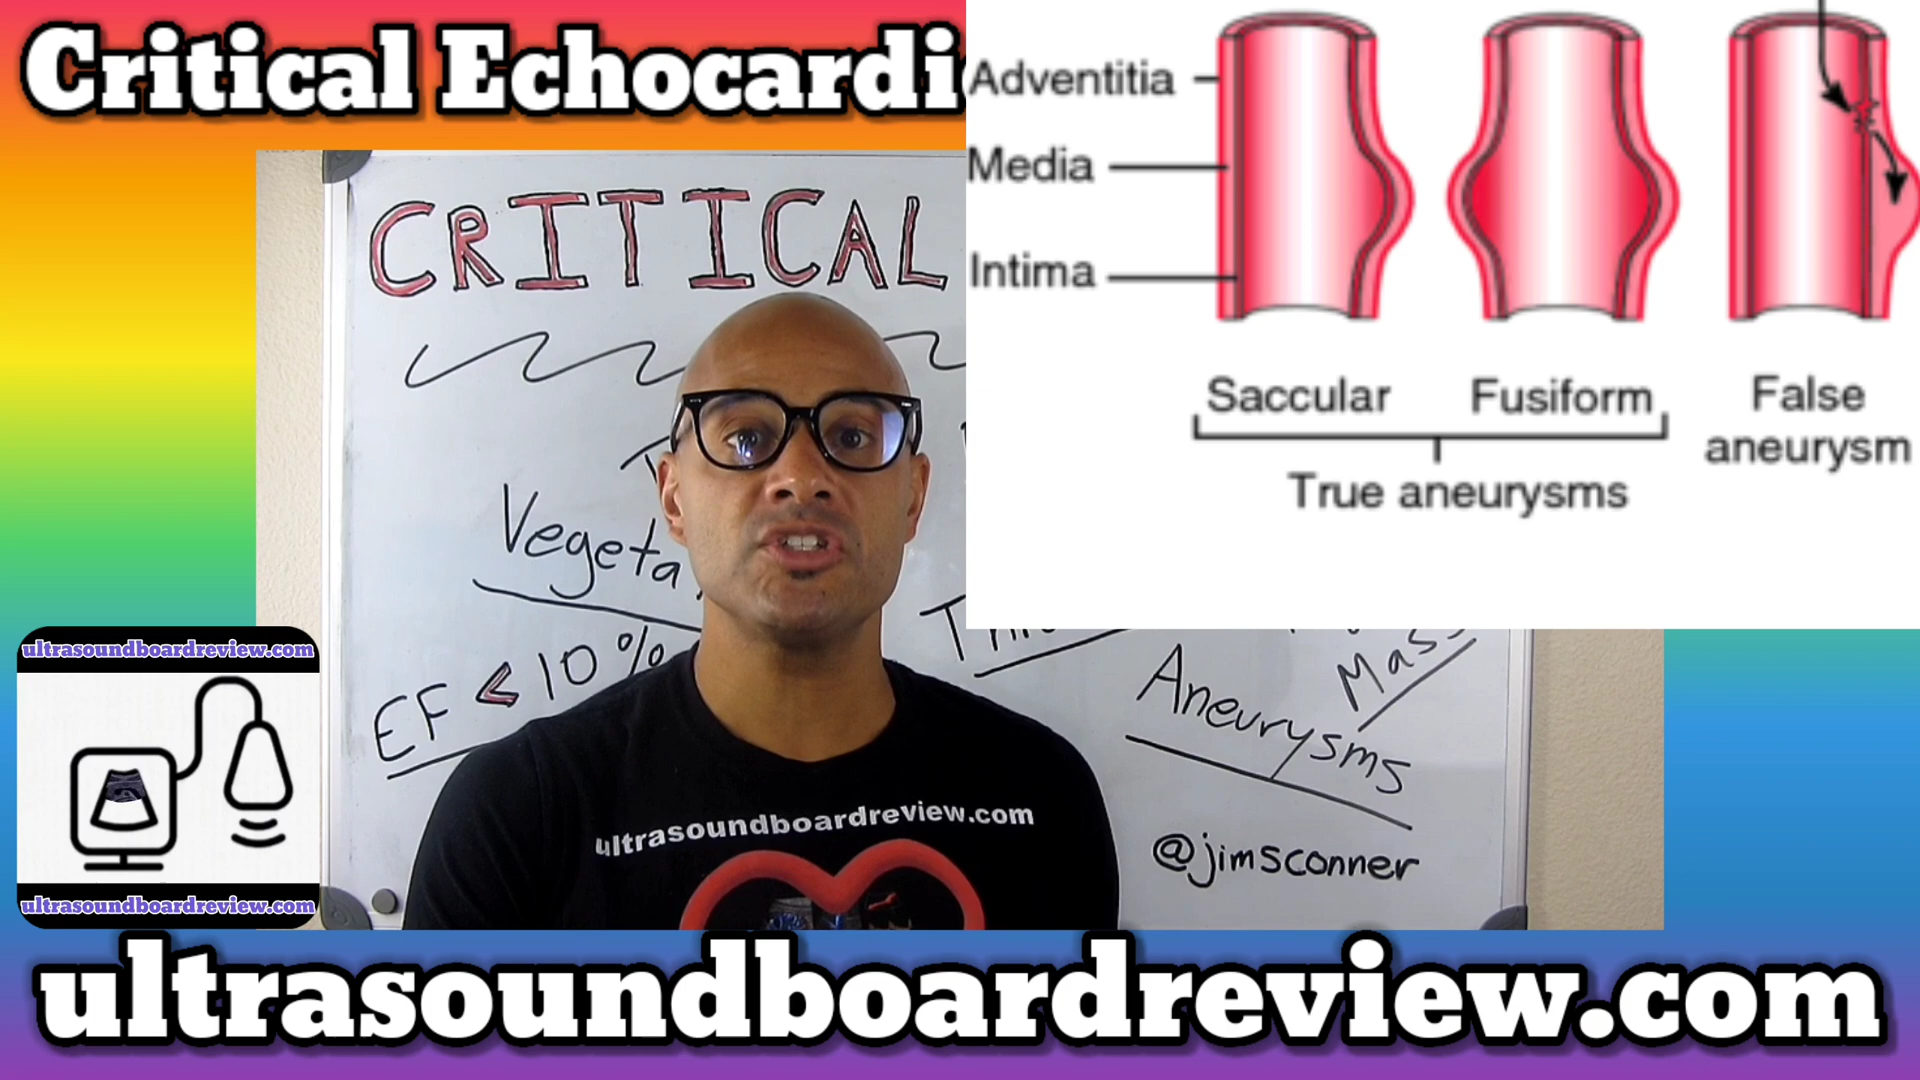 Critical Echocardi
Adventitia
Media
Intima
Saccular
Fusiform
False
aneurysm
True aneurysms
CRITICAL
Vegeta
EF < 10%
Aneurysms
Mass
@jimsconner
ultrasoundboardreview.com
ultrasoundboardreview.com
ultrasoundboardreview.com
ultrasoundboardreview.com